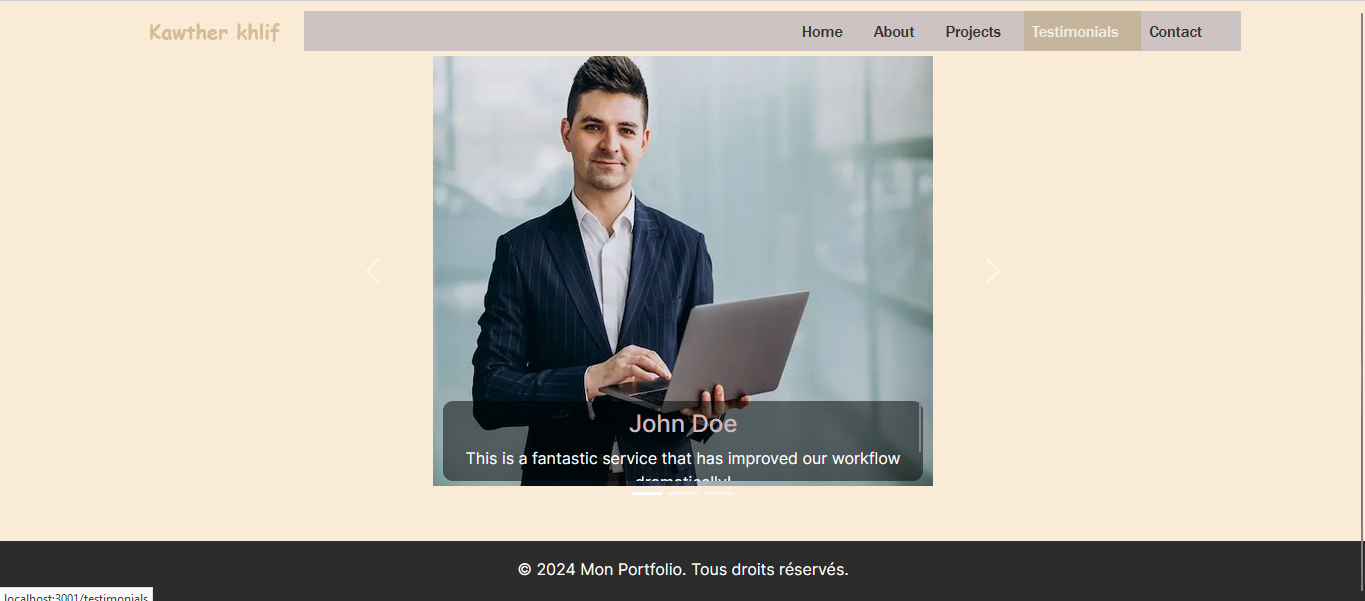 Kawther khlif
Home About Projects Testimonials Contact
John Doe
This is a fantastic service that has improved our workflow
dramatically!
© 2024 Mon Portfolio. Tous droits réservés.
localhost:3001/testimonials